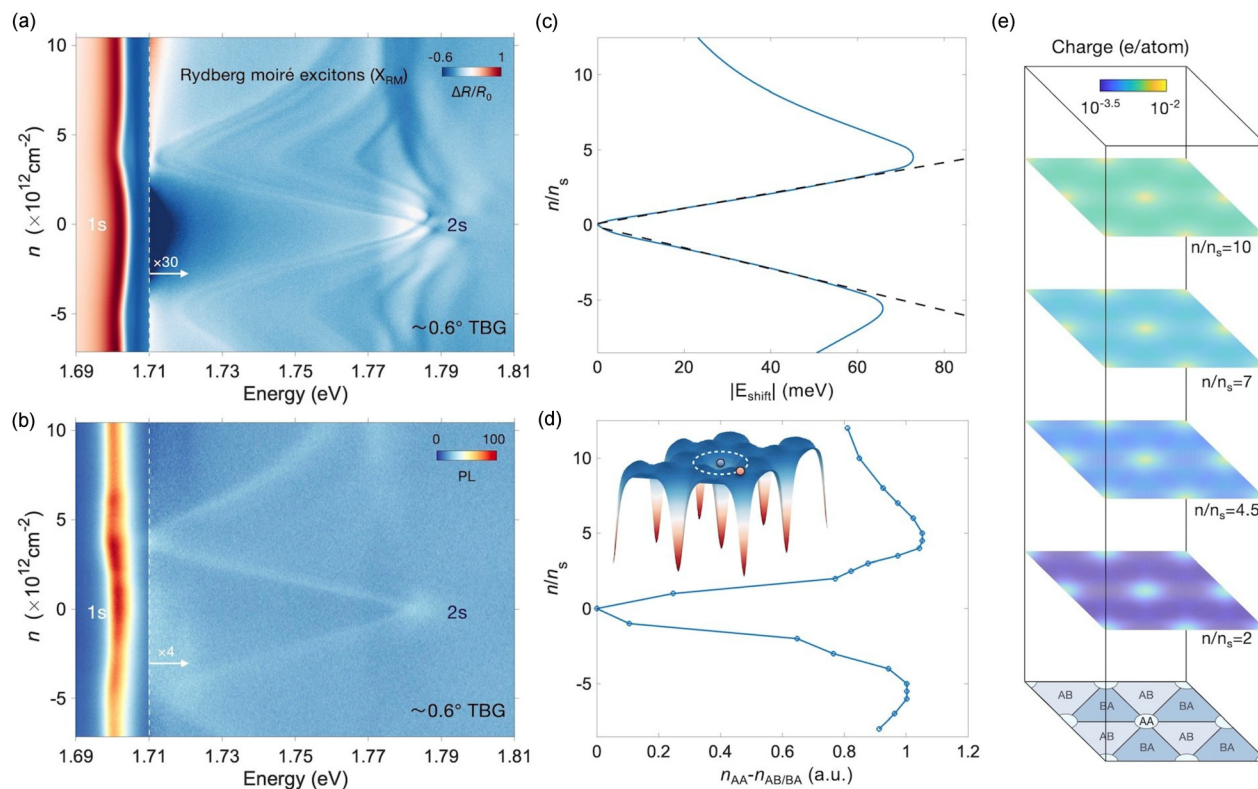 (a)
Rydberg moiré excitons (X_RM)
-0.6 1
ΔR/R₀
1s
2s
×30
~0.6° TBG
10
5
0
-5
n (×10¹²cm⁻²)
1.69 1.71 1.73 1.75 1.77 1.79 1.81
Energy (eV)
(b)
0 100
PL
1s
2s
×4
~0.6° TBG
10
5
0
-5
n (×10¹²cm⁻²)
1.69 1.71 1.73 1.75 1.77 1.79 1.81
Energy (eV)
(c)
10
5
0
-5
n/nₛ
0 20 40 60 80
|E_shift| (meV)
(d)
10
5
0
-5
n/nₛ
0 0.2 0.4 0.6 0.8 1 1.2
n_AA-n_AB/BA (a.u.)
(e)
Charge (e/atom)
10⁻³·⁵ 10⁻²
n/nₛ=10
n/nₛ=7
n/nₛ=4.5
n/nₛ=2
AB AB
BA BA
AA
AB AB
BA BA